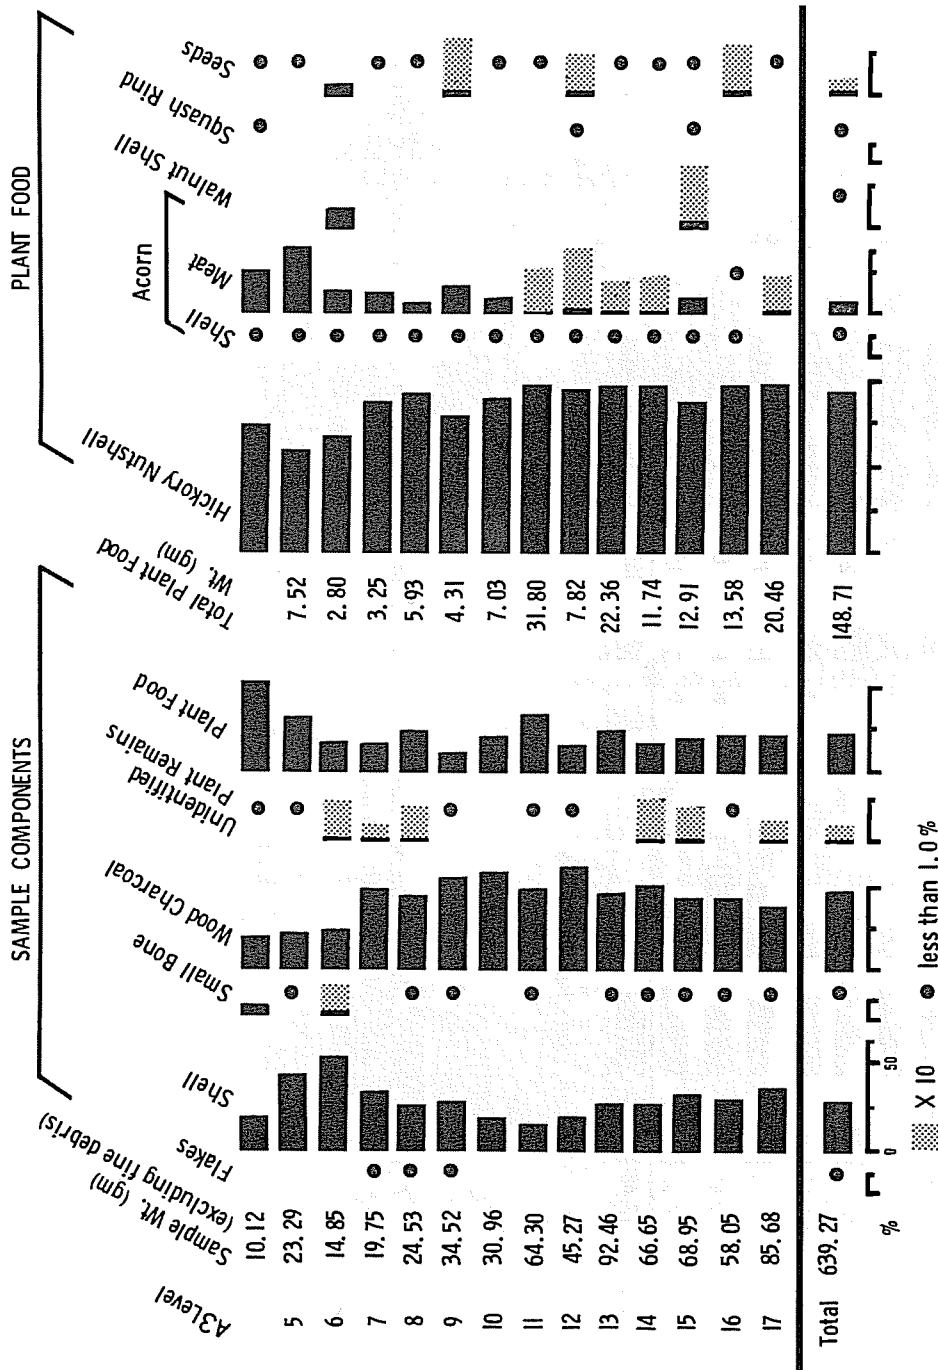 SAMPLE COMPONENTS
PLANT FOOD
Acorn
A3Level
Sample Wt. (gm)
(excluding fine debris)
Flakes
Shell
Small Bone
Wood Charcoal
Unidentified
Plant Remains
Plant Food
Total Plant Food
Wt. (gm)
Hickory Nutshell
Shell
Meat
Walnut Shell
Squash Rind
Seeds
10.12
5 23.29 7.52
6 14.85 2.80
7 19.75 3.25
8 24.53 5.93
9 34.52 4.31
10 30.96 7.03
11 64.30 31.80
12 45.27 7.82
13 92.46 22.36
14 66.65 11.74
15 68.95 12.91
16 58.05 13.58
17 85.68 20.46
Total 639.27 148.71
% 0 50
X 10 less than 1.0%